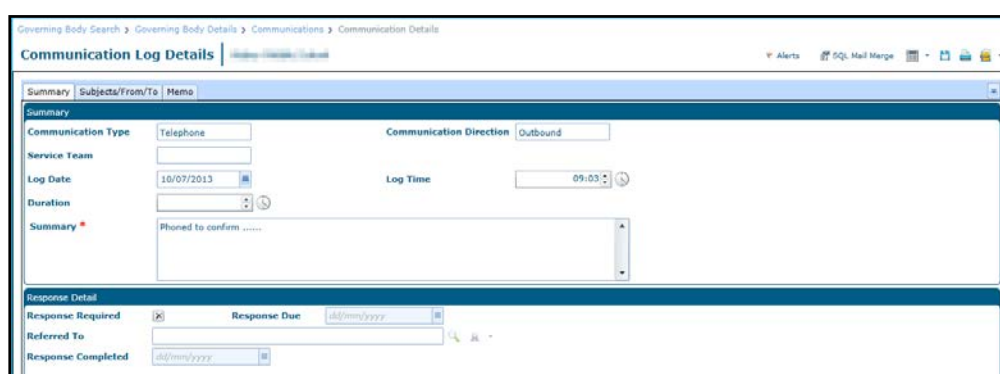 Governing Body Search > Governing Body Details > Communications > Communication Details
Communication Log Details
Alerts SQL Mail Merge
Summary Subjects/From/To Memo
Summary
Communication Type Telephone Communication Direction Outbound
Service Team
Log Date 10/07/2013 Log Time 09:03
Duration
Summary * Phoned to confirm ......
Response Detail
Response Required Response Due dd/mm/yyyy
Referred To
Response Completed dd/mm/yyyy